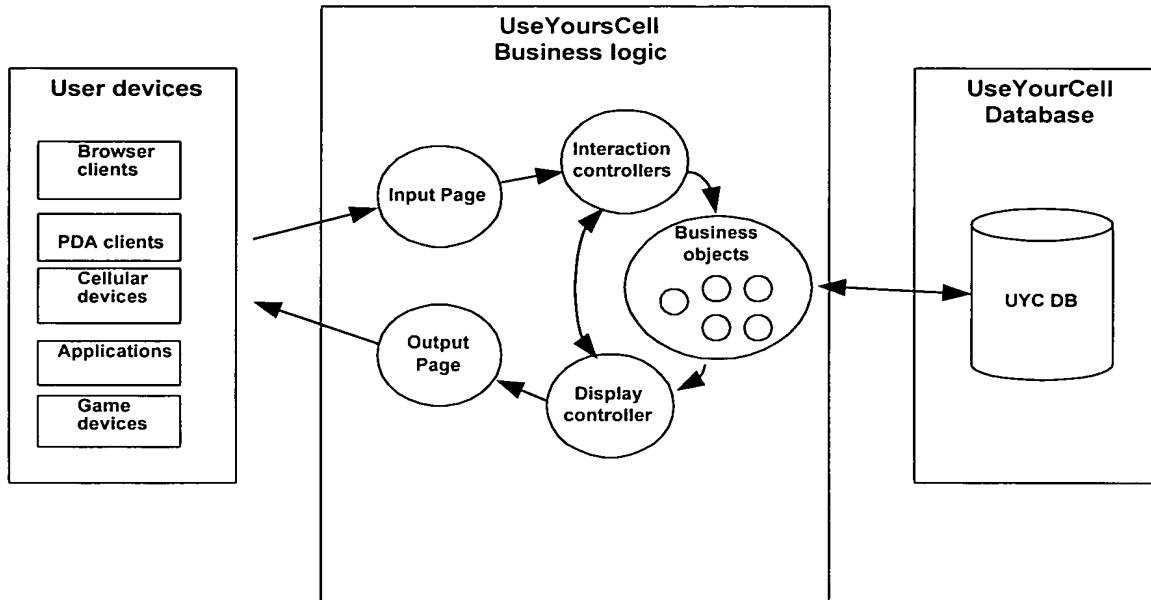 UseYoursCell
Business logic
User devices
Browser
clients
PDA clients
Cellular
devices
Applications
Game
devices
Input Page
Interaction
controllers
Business
objects
Output
Page
Display
controller
UseYourCell
Database
UYC DB